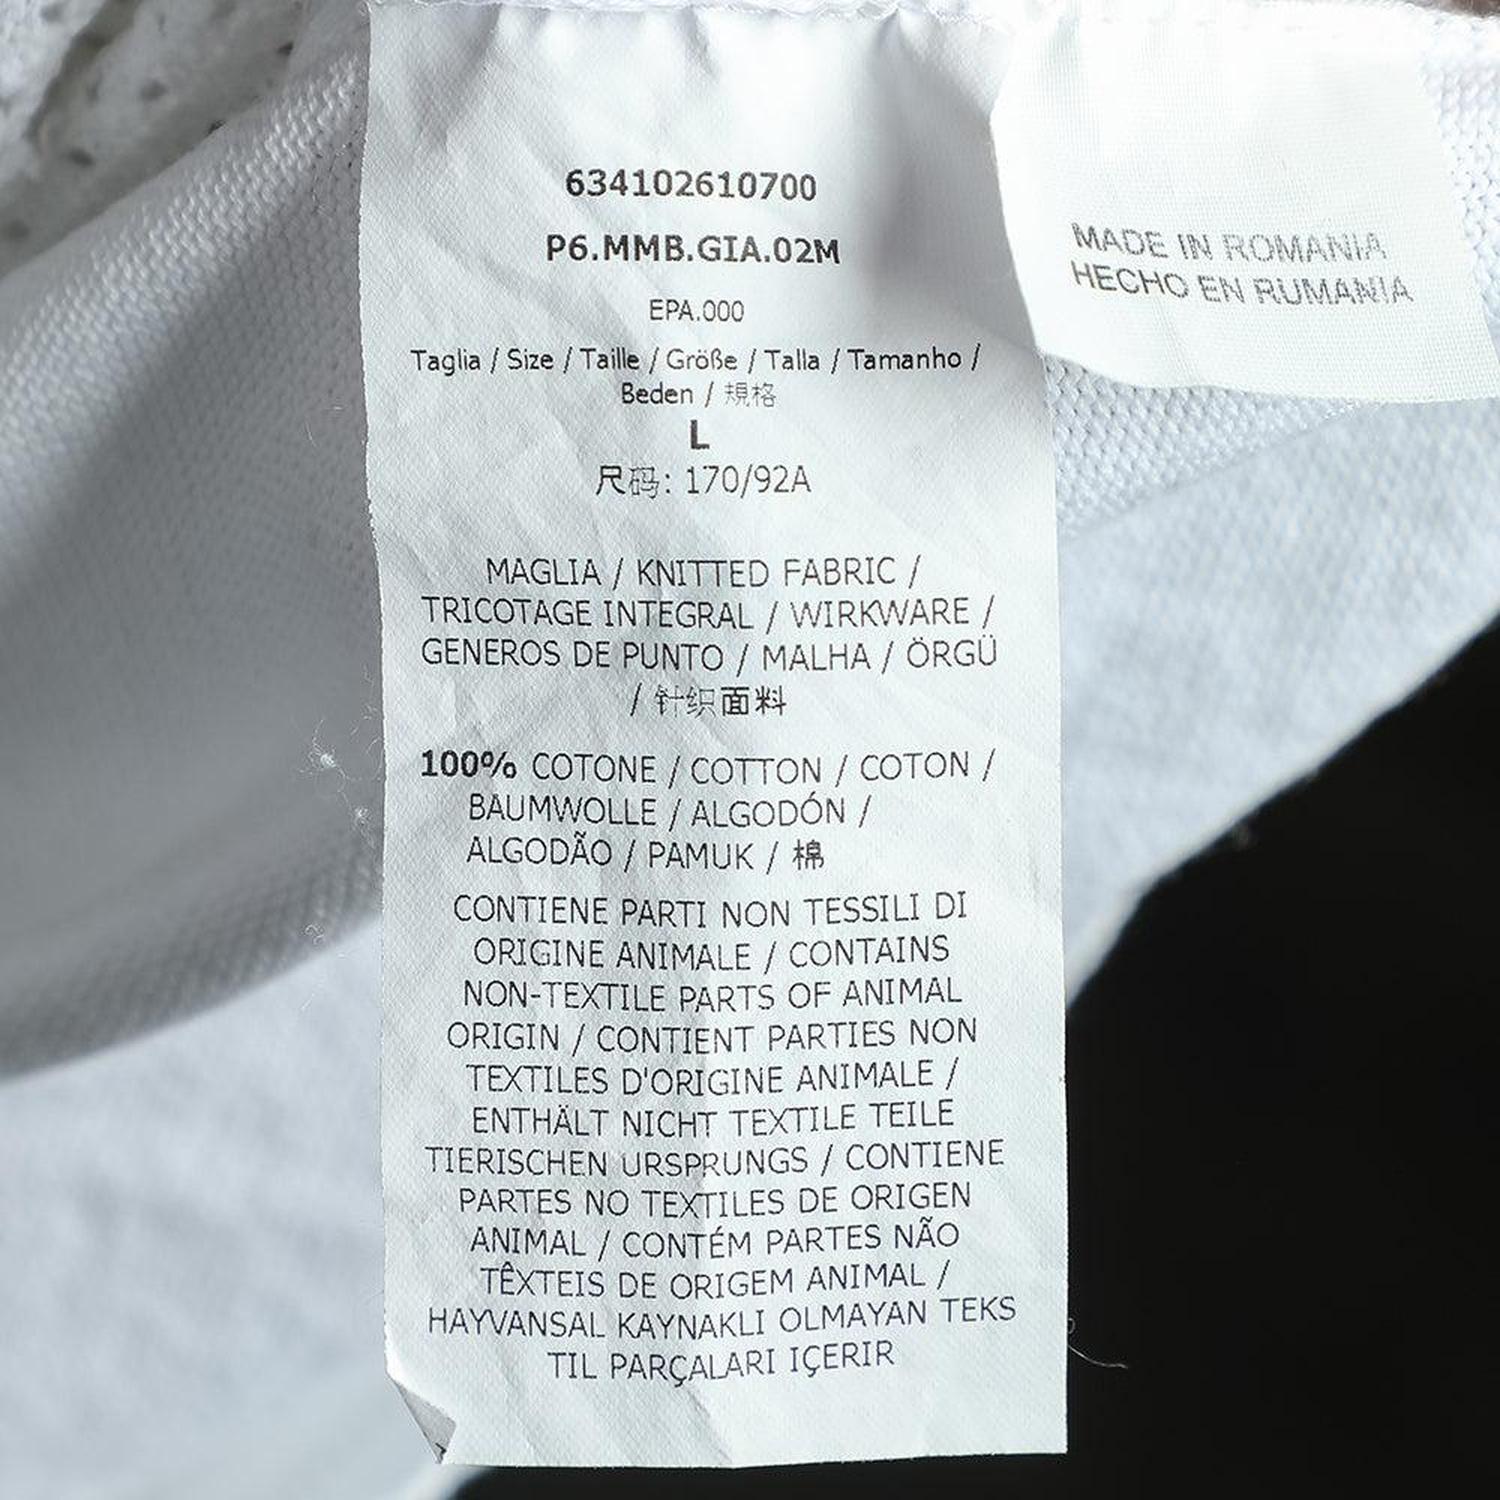 634102610700
P6.MMB.GIA.02M
EPA.000
Taglia / Size / Taille / Größe / Talla / Tamanho /
Beden / 規格
L
尺码: 170/92A
MAGLIA / KNITTED FABRIC /
TRICOTAGE INTEGRAL / WIRKWARE /
GENEROS DE PUNTO / MALHA / ÖRGÜ
/ 针织面料
100% COTONE / COTTON / COTON /
BAUMWOLLE / ALGODÓN /
ALGODÃO / PAMUK / 棉
CONTIENE PARTI NON TESSILI DI
ORIGINE ANIMALE / CONTAINS
NON-TEXTILE PARTS OF ANIMAL
ORIGIN / CONTIENT PARTIES NON
TEXTILES D'ORIGINE ANIMALE /
ENTHÄLT NICHT TEXTILE TEILE
TIERISCHEN URSPRUNGS / CONTIENE
PARTES NO TEXTILES DE ORIGEN
ANIMAL / CONTÉM PARTES NÃO
TÊXTEIS DE ORIGEM ANIMAL /
HAYVANSAL KAYNAKLI OLMAYAN TEKS
TIL PARÇALARI IÇERIR
MADE IN ROMANIA
HECHO EN RUMANIA